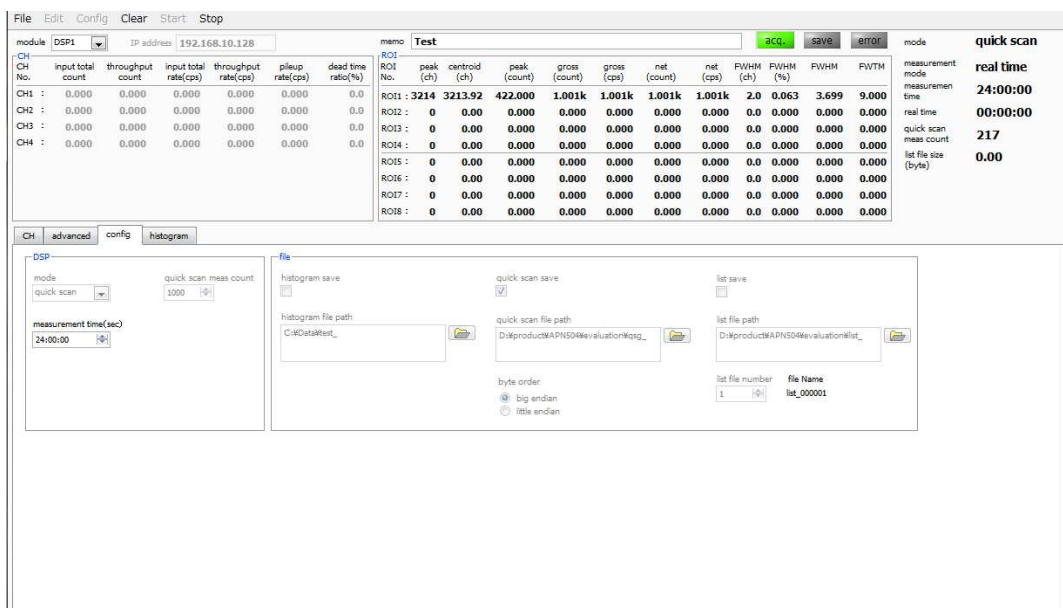 File Edit Config Clear Start Stop
module DSP1 IP address 192.168.10.128 memo Test acq. save error mode quick scan
CH
CH No. input total count throughput count input total rate(cps) throughput rate(cps) pileup rate(cps) dead time ratio(%)
CH1 : 0.000 0.000 0.000 0.000 0.000 0.0
CH2 : 0.000 0.000 0.000 0.000 0.000 0.0
CH3 : 0.000 0.000 0.000 0.000 0.000 0.0
CH4 : 0.000 0.000 0.000 0.000 0.000 0.0
ROI
ROI No. peak (ch) centroid (ch) peak (count) gross (count) gross (cps) net (count) net (cps) FWHM (ch) FWHM (%) FWHM FWTM
ROI1 : 3214 3213.92 422.000 1.001k 1.001k 1.001k 1.001k 2.0 0.063 3.699 9.000
ROI2 : 0 0.00 0.000 0.000 0.000 0.000 0.000 0.0 0.000 0.000 0.000
ROI3 : 0 0.00 0.000 0.000 0.000 0.000 0.000 0.0 0.000 0.000 0.000
ROI4 : 0 0.00 0.000 0.000 0.000 0.000 0.000 0.0 0.000 0.000 0.000
ROI5 : 0 0.00 0.000 0.000 0.000 0.000 0.000 0.0 0.000 0.000 0.000
ROI6 : 0 0.00 0.000 0.000 0.000 0.000 0.000 0.0 0.000 0.000 0.000
ROI7 : 0 0.00 0.000 0.000 0.000 0.000 0.000 0.0 0.000 0.000 0.000
ROI8 : 0 0.00 0.000 0.000 0.000 0.000 0.000 0.0 0.000 0.000 0.000
measurement mode real time
measuremen time 24:00:00
real time 00:00:00
quick scan meas count 217
list file size (byte) 0.00
CH advanced config histogram
DSP
mode quick scan meas count
quick scan 1000
measurement time(sec)
24:00:00
file
histogram save quick scan save list save
histogram file path quick scan file path list file path
C:¥Data¥test_ D:¥product¥APN504¥evaluation¥qsg_ D:¥product¥APN504¥evaluation¥list_
byte order list file number file Name
big endian 1 list_000001
little endian